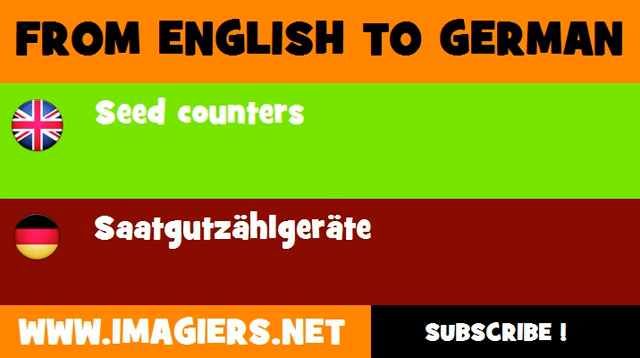 FROM ENGLISH TO GERMAN
Seed counters
Saatgutzählgeräte
WWW.IMAGIERS.NET
SUBSCRIBE !